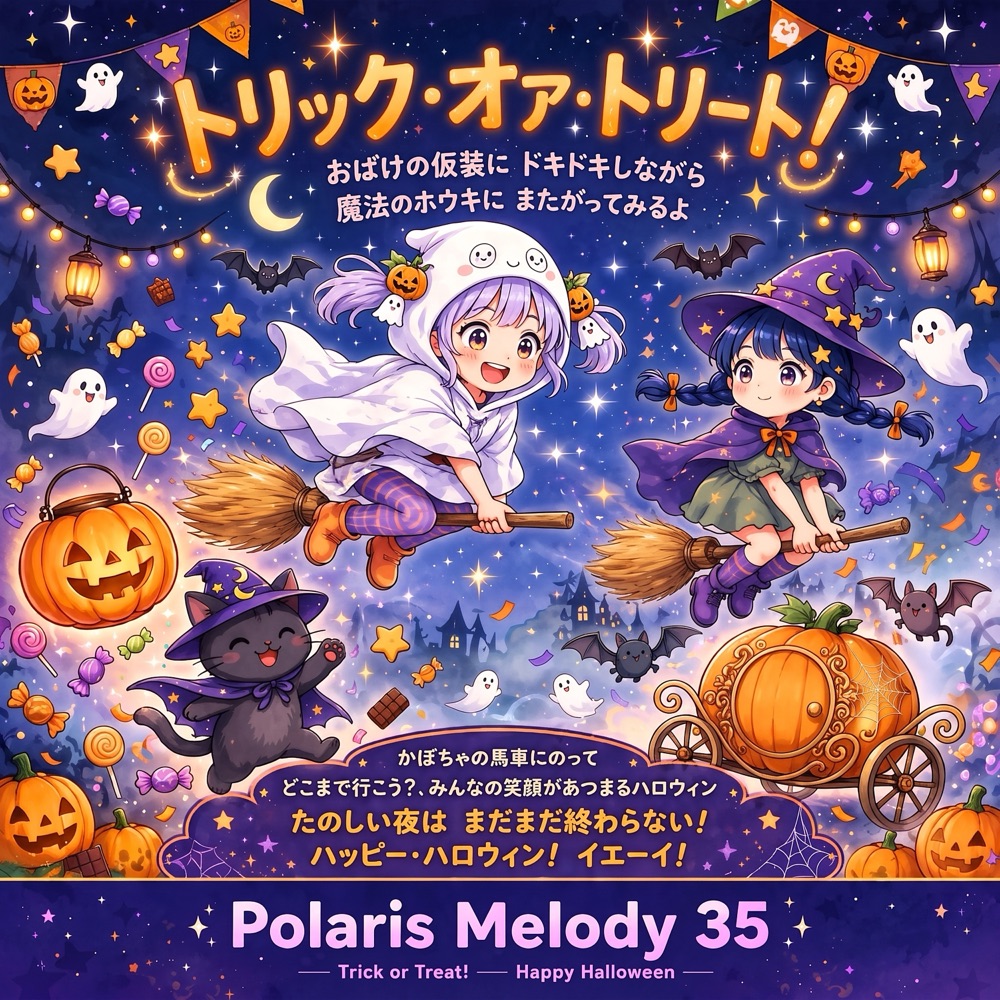 トリック・オア・トリート!
おばけの仮装に ドキドキしながら
魔法のホウキに またがってみるよ
かぼちゃの馬車にのって
どこまで行こう?、みんなの笑顔があつまるハロウィン
たのしい夜は まだまだ終わらない!
ハッピー・ハロウィン! イエーイ!
Polaris Melody 35
Trick or Treat! — Happy Halloween